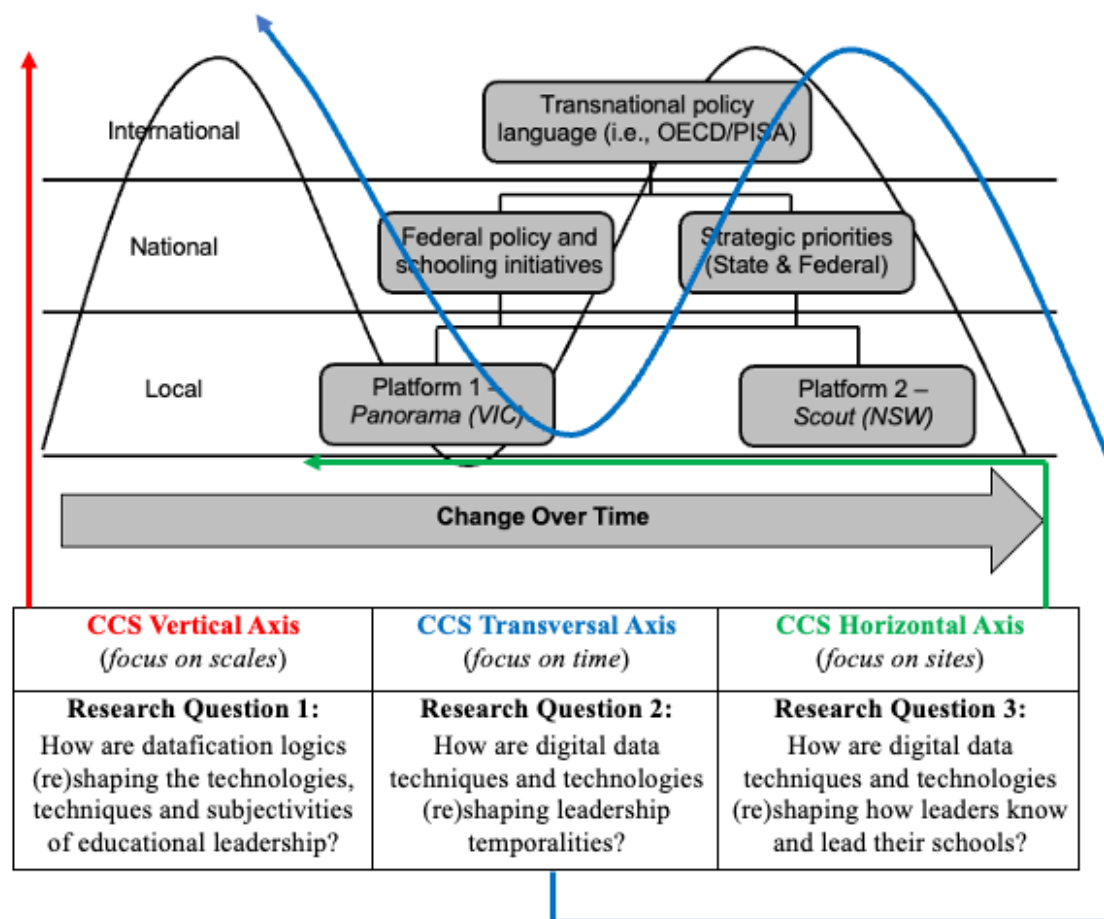 International
Transnational policy
language (i.e., OECD/PISA)
National
Federal policy and
schooling initiatives
Strategic priorities
(State & Federal)
Local
Platform 1 –
Panorama (VIC)
Platform 2 –
Scout (NSW)
Change Over Time
CCS Vertical Axis
(focus on scales)
CCS Transversal Axis
(focus on time)
CCS Horizontal Axis
(focus on sites)
Research Question 1:
How are datafication logics
(re)shaping the technologies,
techniques and subjectivities
of educational leadership?
Research Question 2:
How are digital data
techniques and technologies
(re)shaping leadership
temporalities?
Research Question 3:
How are digital data
techniques and technologies
(re)shaping how leaders know
and lead their schools?